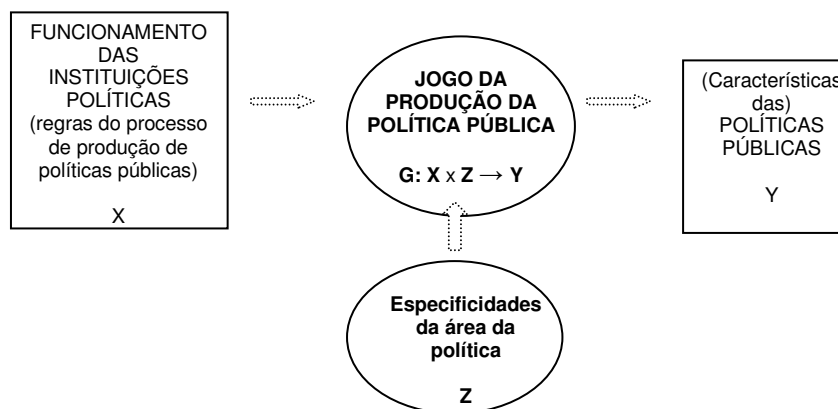 FUNCIONAMENTO
DAS
INSTITUIÇÕES
POLÍTICAS
(regras do processo
de produção de
políticas públicas)
X
JOGO DA
PRODUÇÃO DA
POLÍTICA PÚBLICA
G: X x Z → Y
(Características
das)
POLÍTICAS
PÚBLICAS
Y
Especificidades
da área da
política
Z